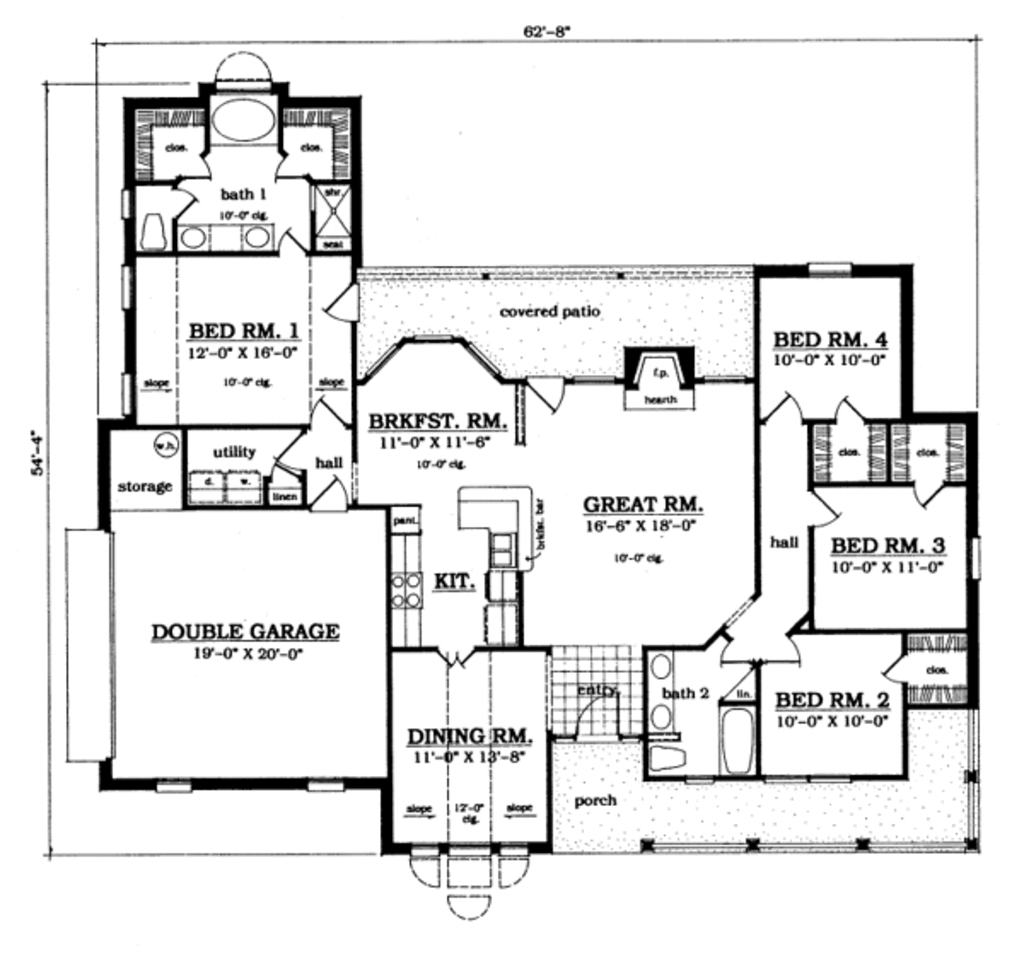 62'-8"
54'-4"
clos.
clos.
bath 1
10'-0" clg.
shr.
seat
covered patio
BED RM. 1
12'-0" X 16'-0"
slope
10'-0" clg.
slope
BED RM. 4
10'-0" X 10'-0"
f.p.
hearth
BRKFST. RM.
11'-0" X 11'-6"
10'-0" clg.
w.h.
utility
storage
d.
w.
linen
hall
clos.
clos.
pant.
brkfst. bar
GREAT RM.
16'-6" X 18'-0"
10'-0" clg.
hall
BED RM. 3
10'-0" X 11'-0"
KIT.
DOUBLE GARAGE
19'-0" X 20'-0"
entry
bath 2
lin.
clos.
BED RM. 2
10'-0" X 10'-0"
DINING RM.
11'-0" X 13'-8"
slope
12'-0"
clg.
slope
porch